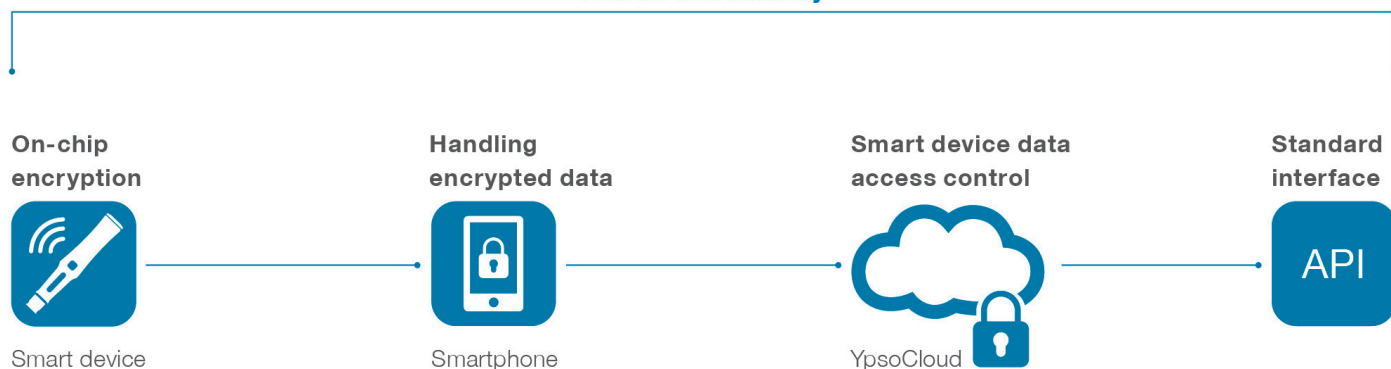 On-chip
encryption
Handling
encrypted data
Smart device data
access control
Standard
interface
API
Smart device
Smartphone
YpsoCloud